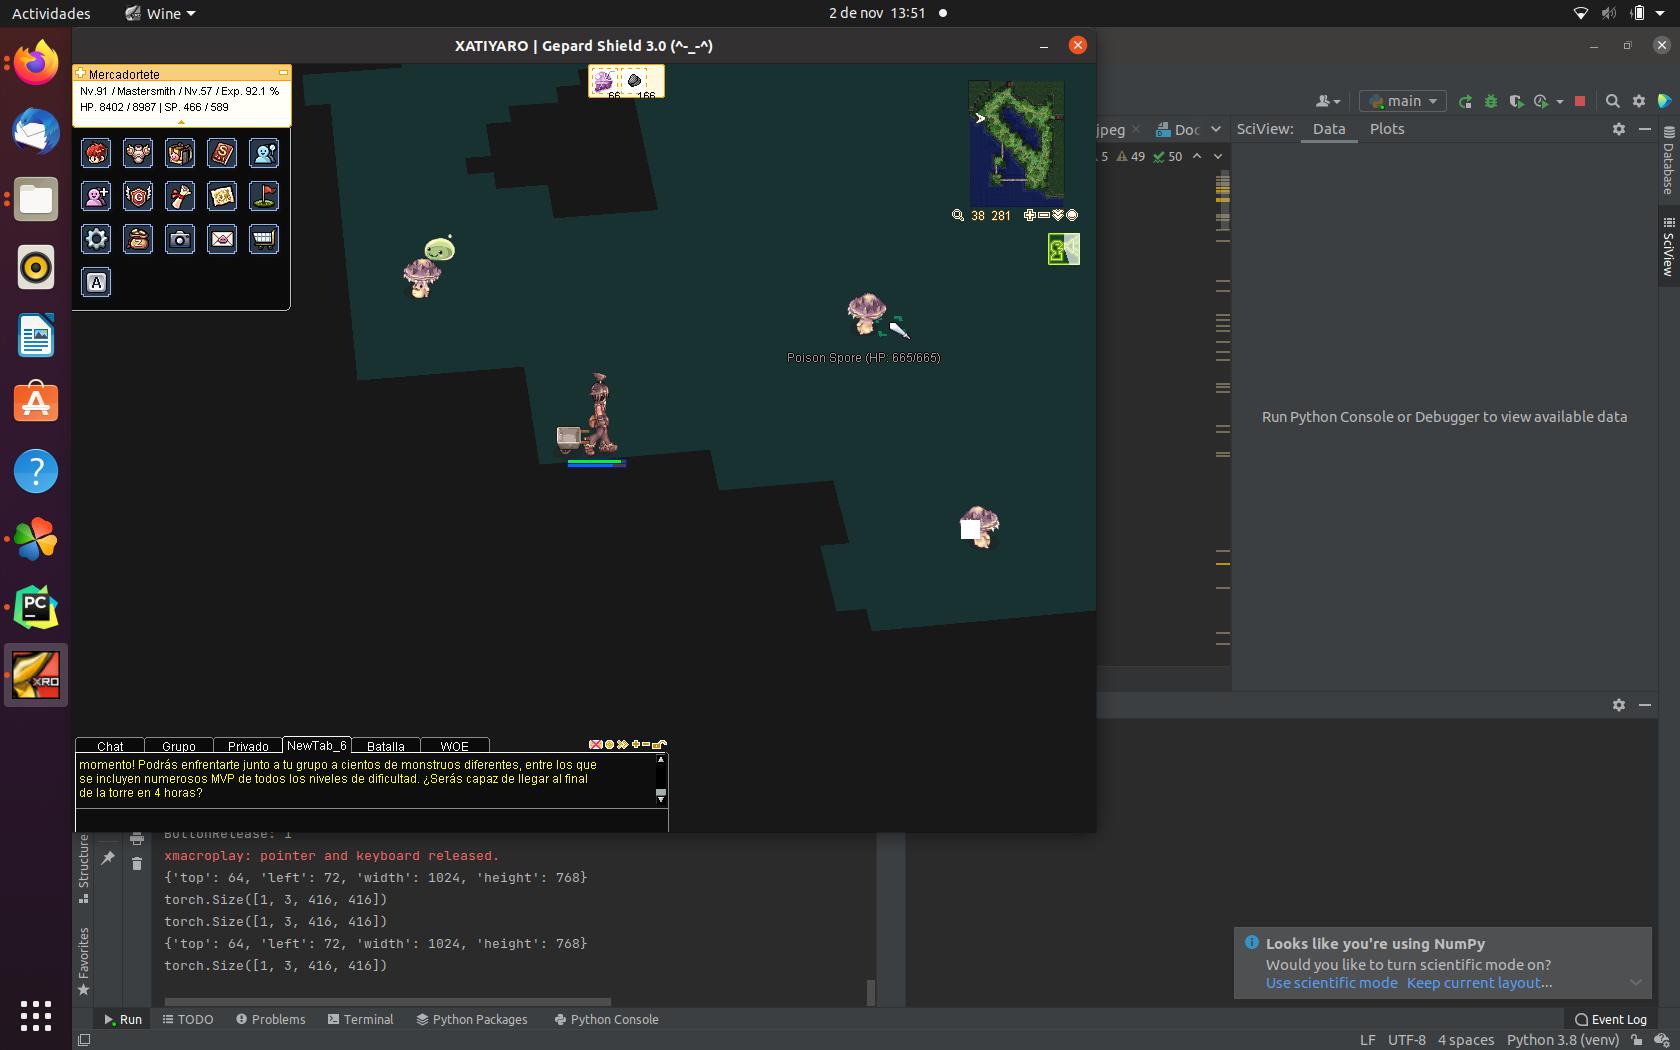 Actividades
Wine
2 de nov 13:51
XATIYARO | Gepard Shield 3.0 (^-_-^)
Mercadortete
Nv.91 / Mastersmith / Nv.57 / Exp. 92.1 %
HP. 8402 / 8987 | SP. 466 / 589
66
166
38 281
Poison Spore (HP: 665/665)
A
Chat
Grupo
Privado
NewTab_6
Batalla
WOE
momento! Podrás enfrentarte junto a tu grupo a cientos de monstruos diferentes, entre los que
se incluyen numerosos MVP de todos los niveles de dificultad. ¿Serás capaz de llegar al final
de la torre en 4 horas?
main
jpeg
Doc
SciView:
Data
Plots
5
49
50
Database
SciView
Run Python Console or Debugger to view available data
PC
XRO
ButtonRelease: 1
xmacroplay: pointer and keyboard released.
{'top': 64, 'left': 72, 'width': 1024, 'height': 768}
torch.Size([1, 3, 416, 416])
torch.Size([1, 3, 416, 416])
{'top': 64, 'left': 72, 'width': 1024, 'height': 768}
torch.Size([1, 3, 416, 416])
Structure
Favorites
Looks like you're using NumPy
Would you like to turn scientific mode on?
Use scientific mode Keep current layout...
Run
TODO
Problems
Terminal
Python Packages
Python Console
Event Log
LF UTF-8 4 spaces Python 3.8 (venv)